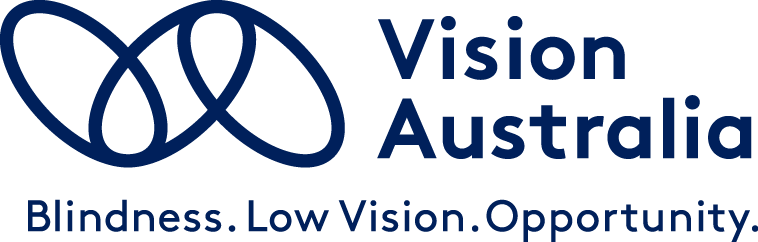 Vision
Australia
Blindness. Low Vision. Opportunity.